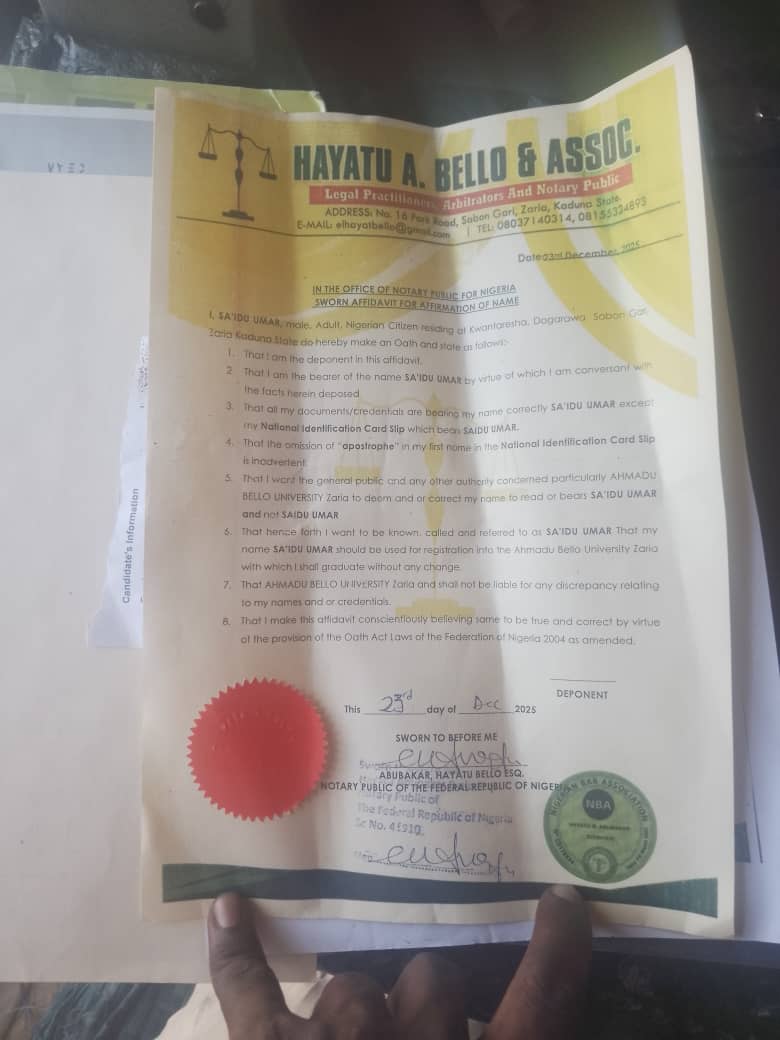 HAYATU A. BELLO & ASSOC.
Legal Practitioners, Arbitrators And Notary Public
ADDRESS: No. 16 Park Road, Sabon Gari, Zaria, Kaduna State.
E-MAIL: elhayatbello@gmail.com | TEL: 08037140314, 08155324893
Dated 23rd December, 2025
IN THE OFFICE OF NOTARY PUBLIC FOR NIGERIA
SWORN AFFIDAVIT FOR AFFIRMATION OF NAME
I, SA'IDU UMAR, male, Adult, Nigerian Citizen residing at Kwantaresha, Dogarawa Sabon Gari
Zaria Kaduna State do hereby make an Oath and state as follows:-
1. That I am the deponent in this affidavit.
2. That I am the bearer of the name SA'IDU UMAR by virtue of which I am conversant with
the facts herein deposed.
3. That all my documents/credentials are bearing my name correctly SA'IDU UMAR except
my National Identification Card Slip which bears SAIDU UMAR.
4. That the omission of "apostrophe" in my first name in the National Identification Card Slip
is inadvertent.
5. That I want the general public and any other authority concerned particularly AHMADU
BELLO UNIVERSITY Zaria to deem and or correct my name to read or bears SA'IDU UMAR
and not SAIDU UMAR
6. That hence forth I want to be known, called and referred to as SA'IDU UMAR That my
name SA'IDU UMAR should be used for registration into the Ahmadu Bello University Zaria
with which I shall graduate without any change.
7. That AHMADU BELLO UNIVERSITY Zaria and shall not be liable for any discrepancy relating
to my names and or credentials.
8. That I make this affidavit conscientiously believing same to be true and correct by virtue
of the provision of the Oath Act Laws of the Federation of Nigeria 2004 as amended.
DEPONENT
This 23rd day of Dec 2025
SWORN TO BEFORE ME
ABUBAKAR, HAYATU BELLO ESQ.
NOTARY PUBLIC OF THE FEDERAL REPUBLIC OF NIGERIA
Notary Public of
The Federal Republic of Nigeria
Sc No. 45910.
NIGERIAN BAR ASSOCIATION
NBA
Candidate's Information